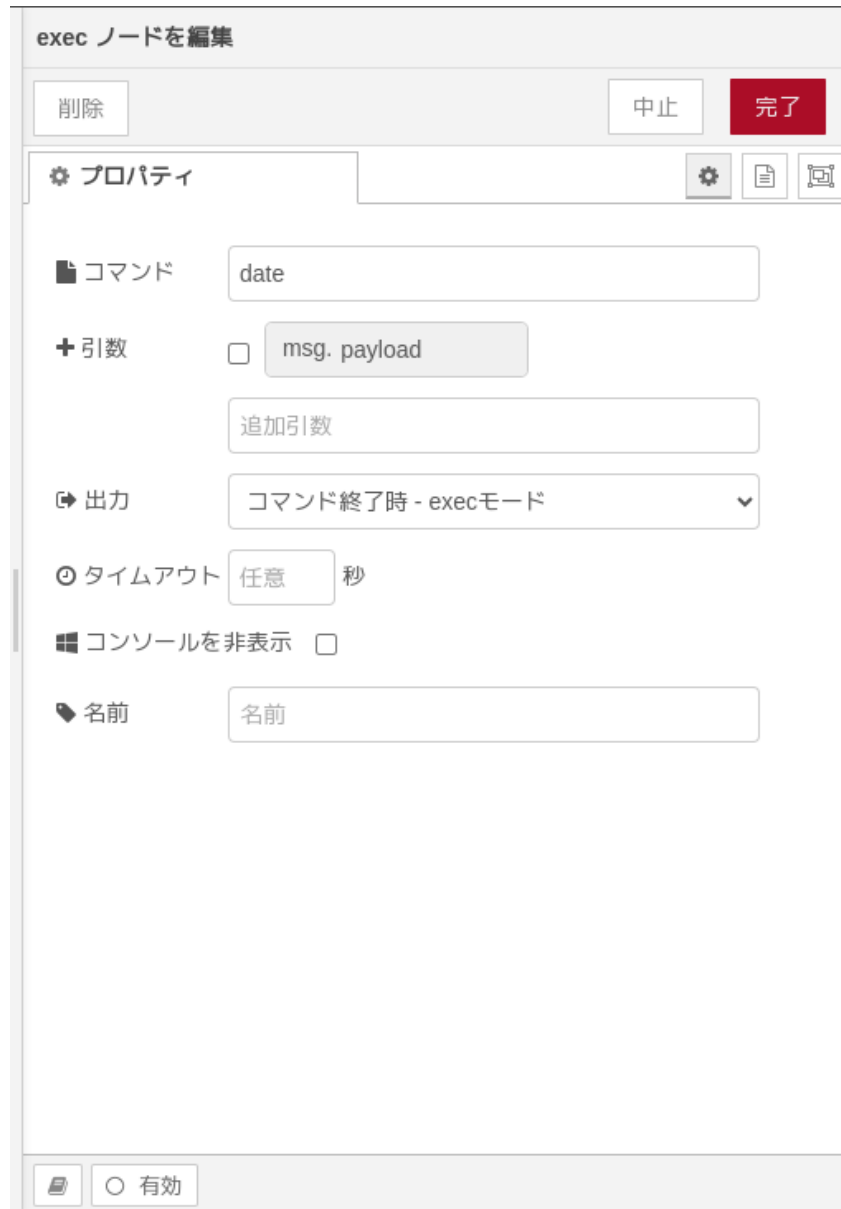 exec ノードを編集
削除
中止
完了
プロパティ
コマンド
date
引数
msg. payload
追加引数
出力
コマンド終了時 - execモード
タイムアウト
任意
秒
コンソールを非表示
名前
名前
有効